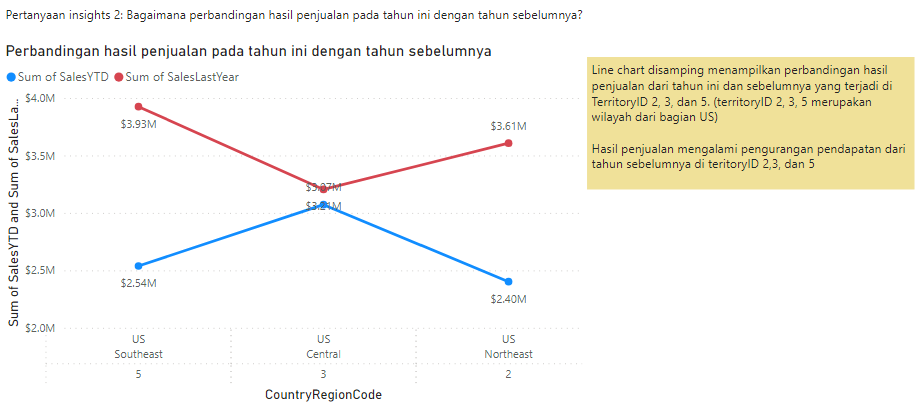 Pertanyaan insights 2: Bagaimana perbandingan hasil penjualan pada tahun ini dengan tahun sebelumnya?
Perbandingan hasil penjualan pada tahun ini dengan tahun sebelumnya
Sum of SalesYTD Sum of SalesLastYear
Sum of SalesYTD and Sum of SalesLa...
$4.0M
$3.5M
$3.0M
$2.5M
$2.0M
$3.93M
$3.61M
$3.07M
$3.21M
$2.54M
$2.40M
US US US
Southeast Central Northeast
5 3 2
CountryRegionCode
Line chart disamping menampilkan perbandingan hasil
penjualan dari tahun ini dan sebelumnya yang terjadi di
TerritoryID 2, 3, dan 5. (territoryID 2, 3, 5 merupakan
wilayah dari bagian US)
Hasil penjualan mengalami pengurangan pendapatan dari
tahun sebelumnya di teritoryID 2,3, dan 5